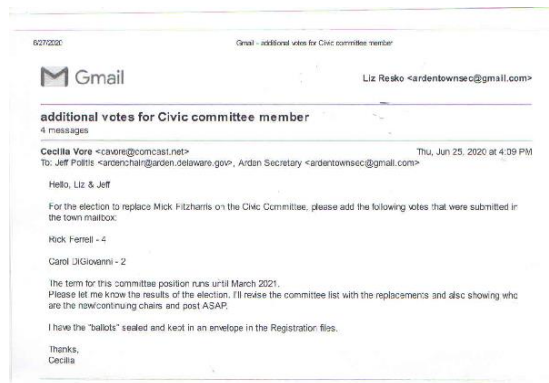 6/27/2020 Gmail - additional votes for Civic committee member
Gmail Liz Resko <ardentownsec@gmail.com>
additional votes for Civic committee member
4 messages
Cecilia Vore <cavore@comcast.net> Thu, Jun 25, 2020 at 4:09 PM
To: Jeff Politis <ardenchair@arden.delaware.gov>, Arden Secretary <ardentownsec@gmail.com>
Hello, Liz & Jeff
For the election to replace Mick Fitzharris on the Civic Committee, please add the following votes that were submitted in
the town mailbox:
Rick Ferrell - 4
Carol DiGiovanni - 2
The term for this committee position runs until March 2021.
Please let me know the results of the election. I'll revise the committee list with the replacements and also showing who
are the new/continuing chairs and post ASAP.
I have the "ballots" sealed and kept in an envelope in the Registration files.
Thanks,
Cecilia